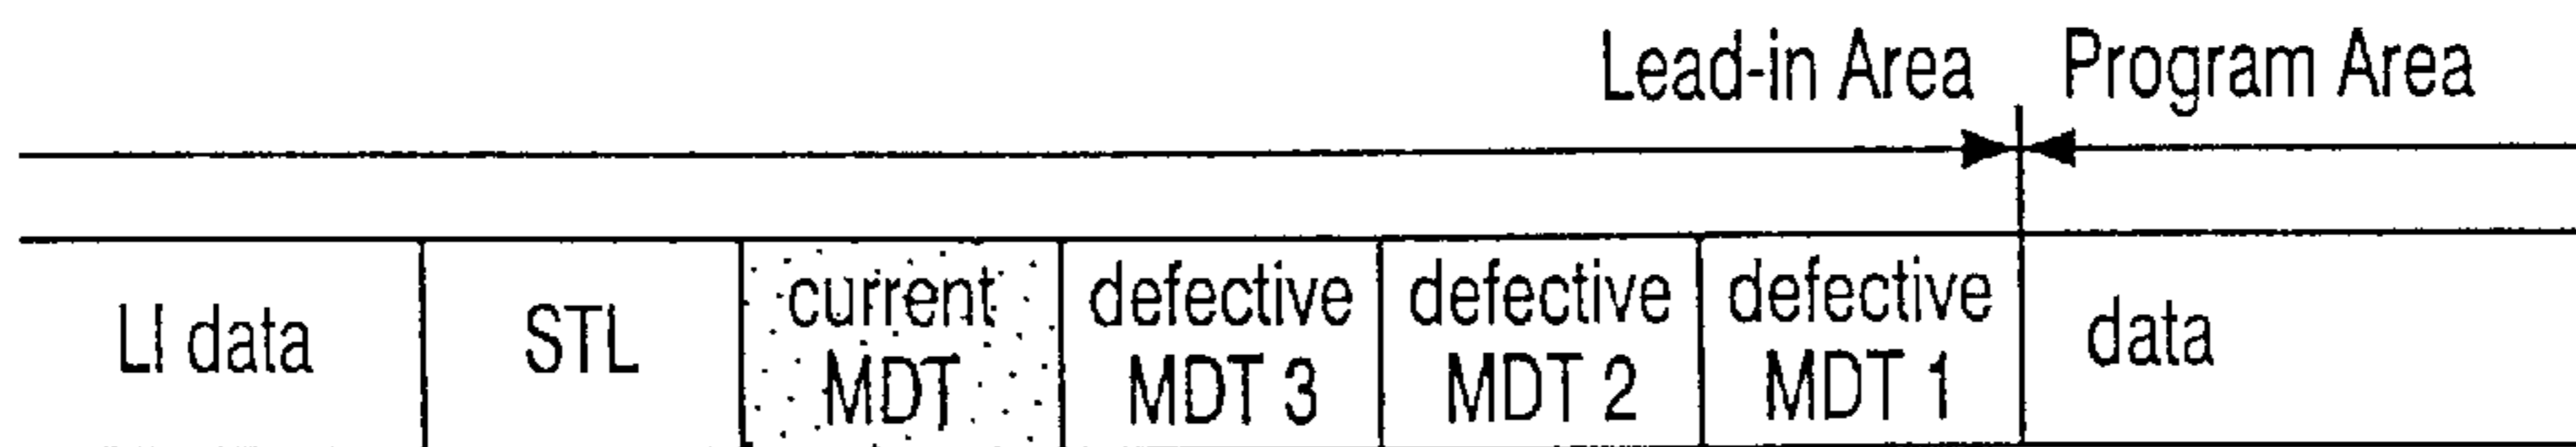 Lead-in Area Program Area
LI data
STL
current
MDT
defective
MDT 3
defective
MDT 2
defective
MDT 1
data